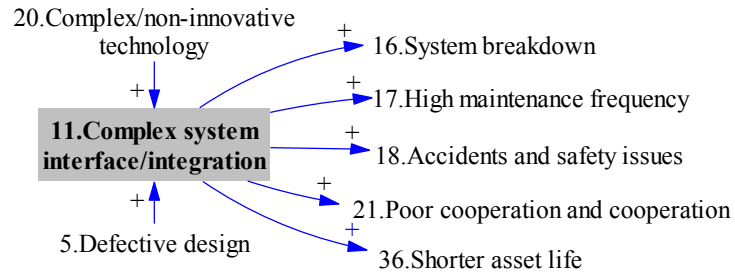 20.Complex/non-innovative
technology
+
11.Complex system
interface/integration
+
5.Defective design
+
16.System breakdown
+
17.High maintenance frequency
+
18.Accidents and safety issues
+
21.Poor cooperation and cooperation
+
36.Shorter asset life